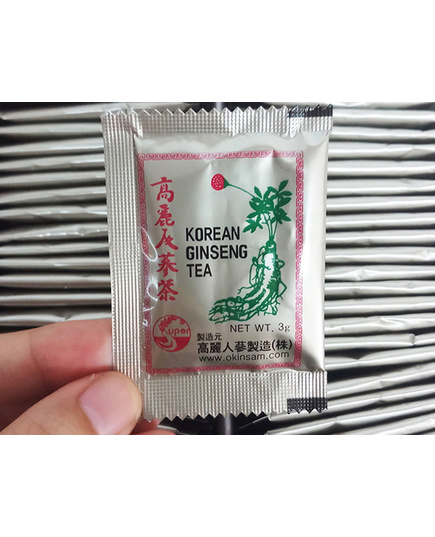 高麗人蔘茶
KOREAN
GINSENG
TEA
NET WT. 3g
Super
製造元
高麗人蔘製造(株)
www.okinsam.com